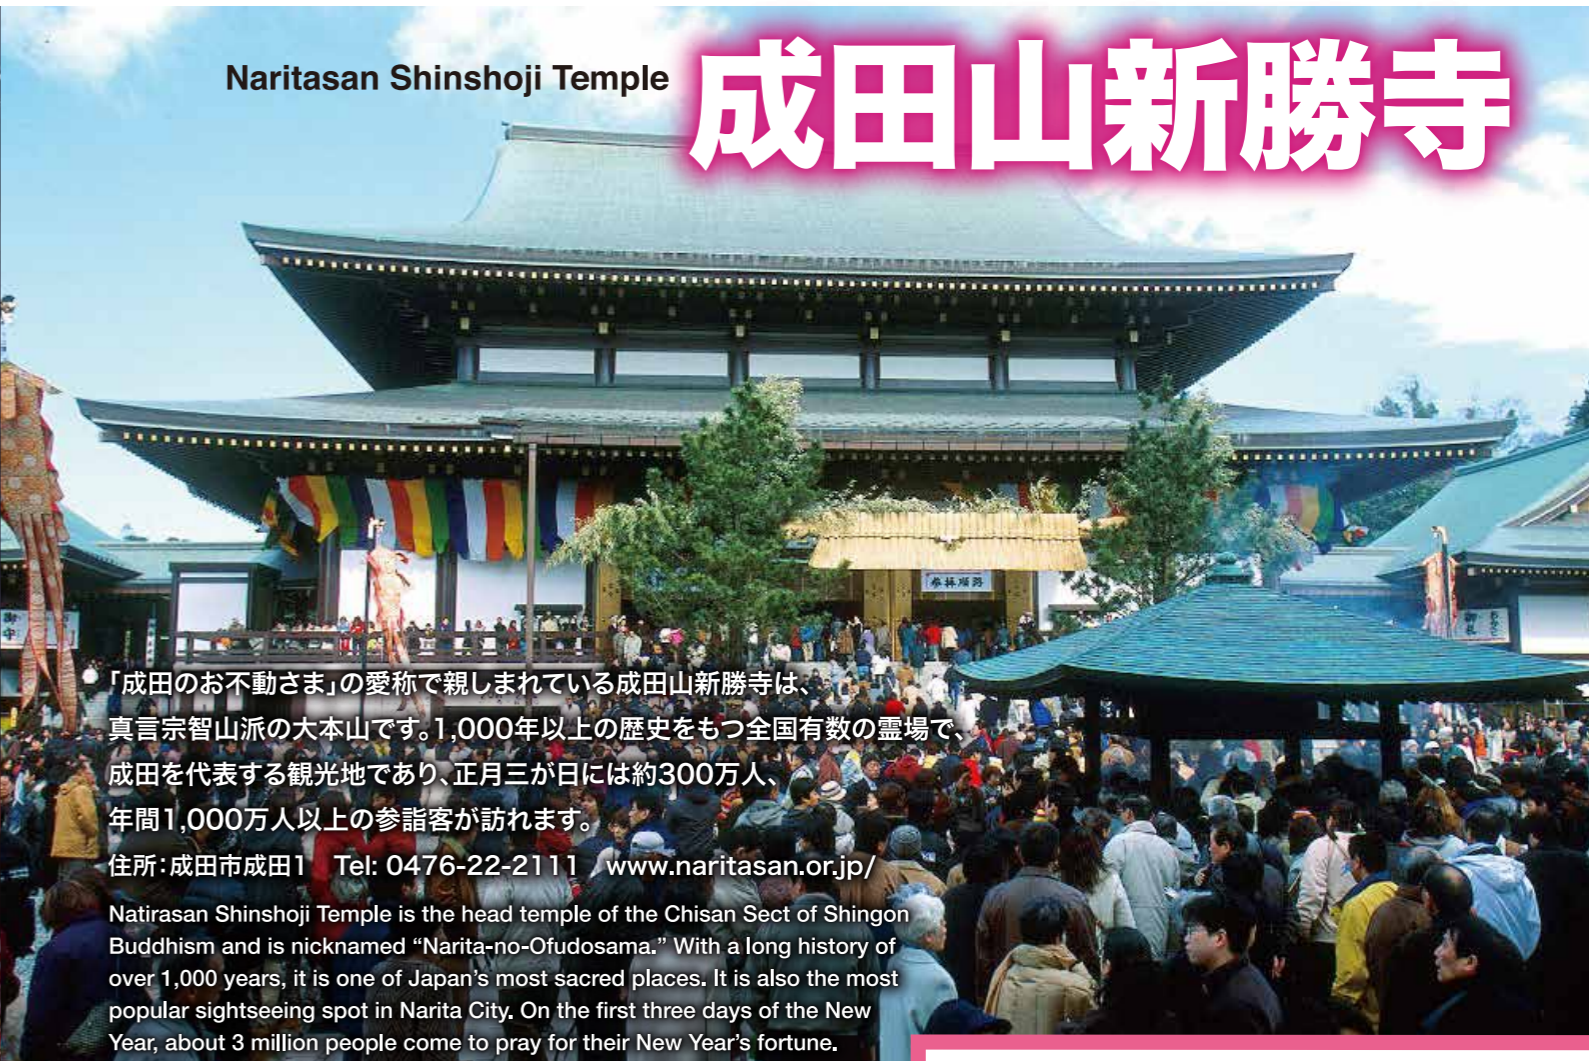 Naritasan Shinshoji Temple
成田山新勝寺
参拝順路
「成田のお不動さま」の愛称で親しまれている成田山新勝寺は、
真言宗智山派の大本山です。1,000年以上の歴史をもつ全国有数の霊場で、
成田を代表する観光地であり、正月三が日には約300万人、
年間1,000万人以上の参詣客が訪れます。
住所:成田市成田1 Tel: 0476-22-2111 www.naritasan.or.jp/
Natirasan Shinshoji Temple is the head temple of the Chisan Sect of Shingon
Buddhism and is nicknamed “Narita-no-Ofudosama.” With a long history of
over 1,000 years, it is one of Japan’s most sacred places. It is also the most
popular sightseeing spot in Narita City. On the first three days of the New
Year, about 3 million people come to pray for their New Year’s fortune.